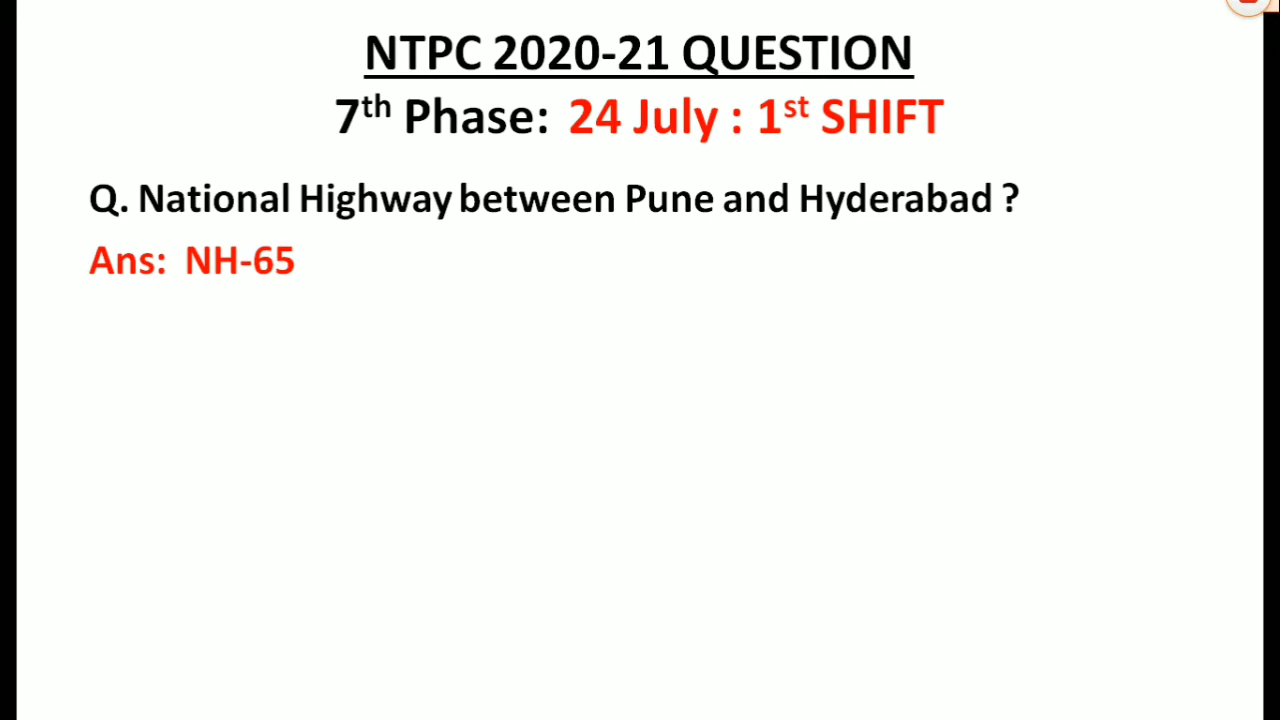 NTPC 2020-21 QUESTION
7th Phase: 24 July : 1st SHIFT
Q. National Highway between Pune and Hyderabad ?
Ans: NH-65